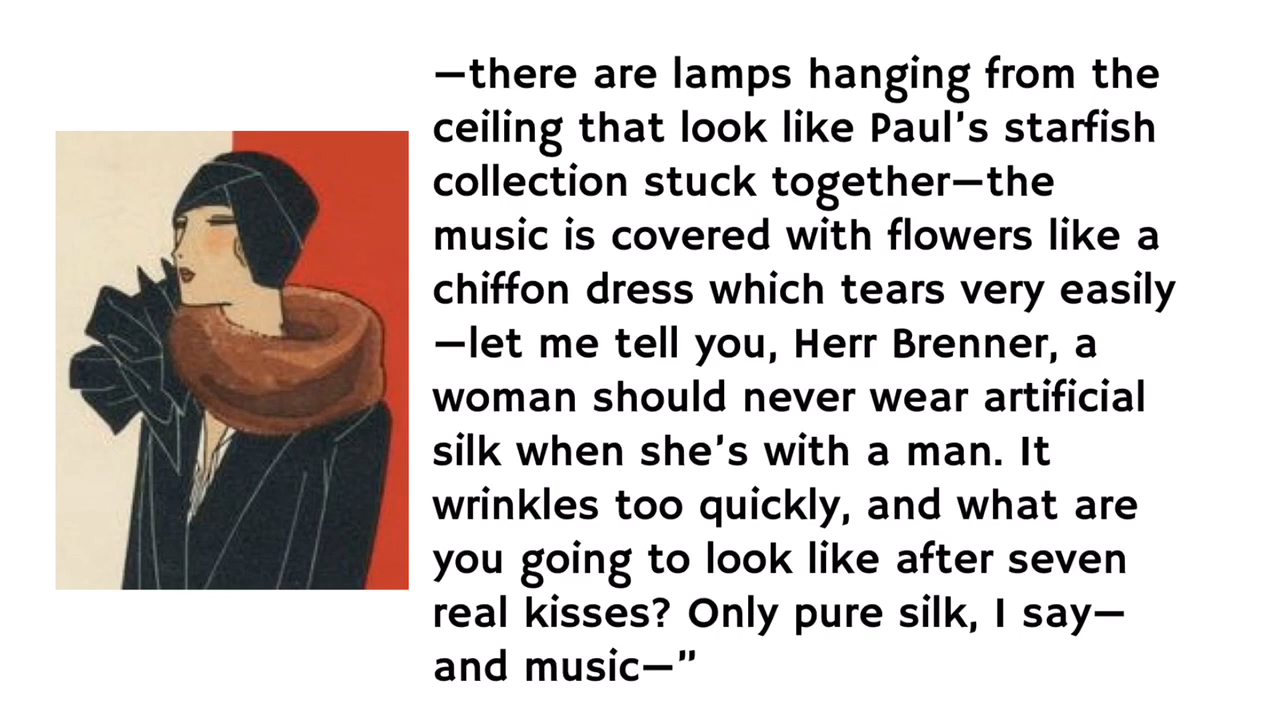 —there are lamps hanging from the
ceiling that look like Paul’s starfish
collection stuck together—the
music is covered with flowers like a
chiffon dress which tears very easily
—let me tell you, Herr Brenner, a
woman should never wear artificial
silk when she’s with a man. It
wrinkles too quickly, and what are
you going to look like after seven
real kisses? Only pure silk, I say—
and music—”